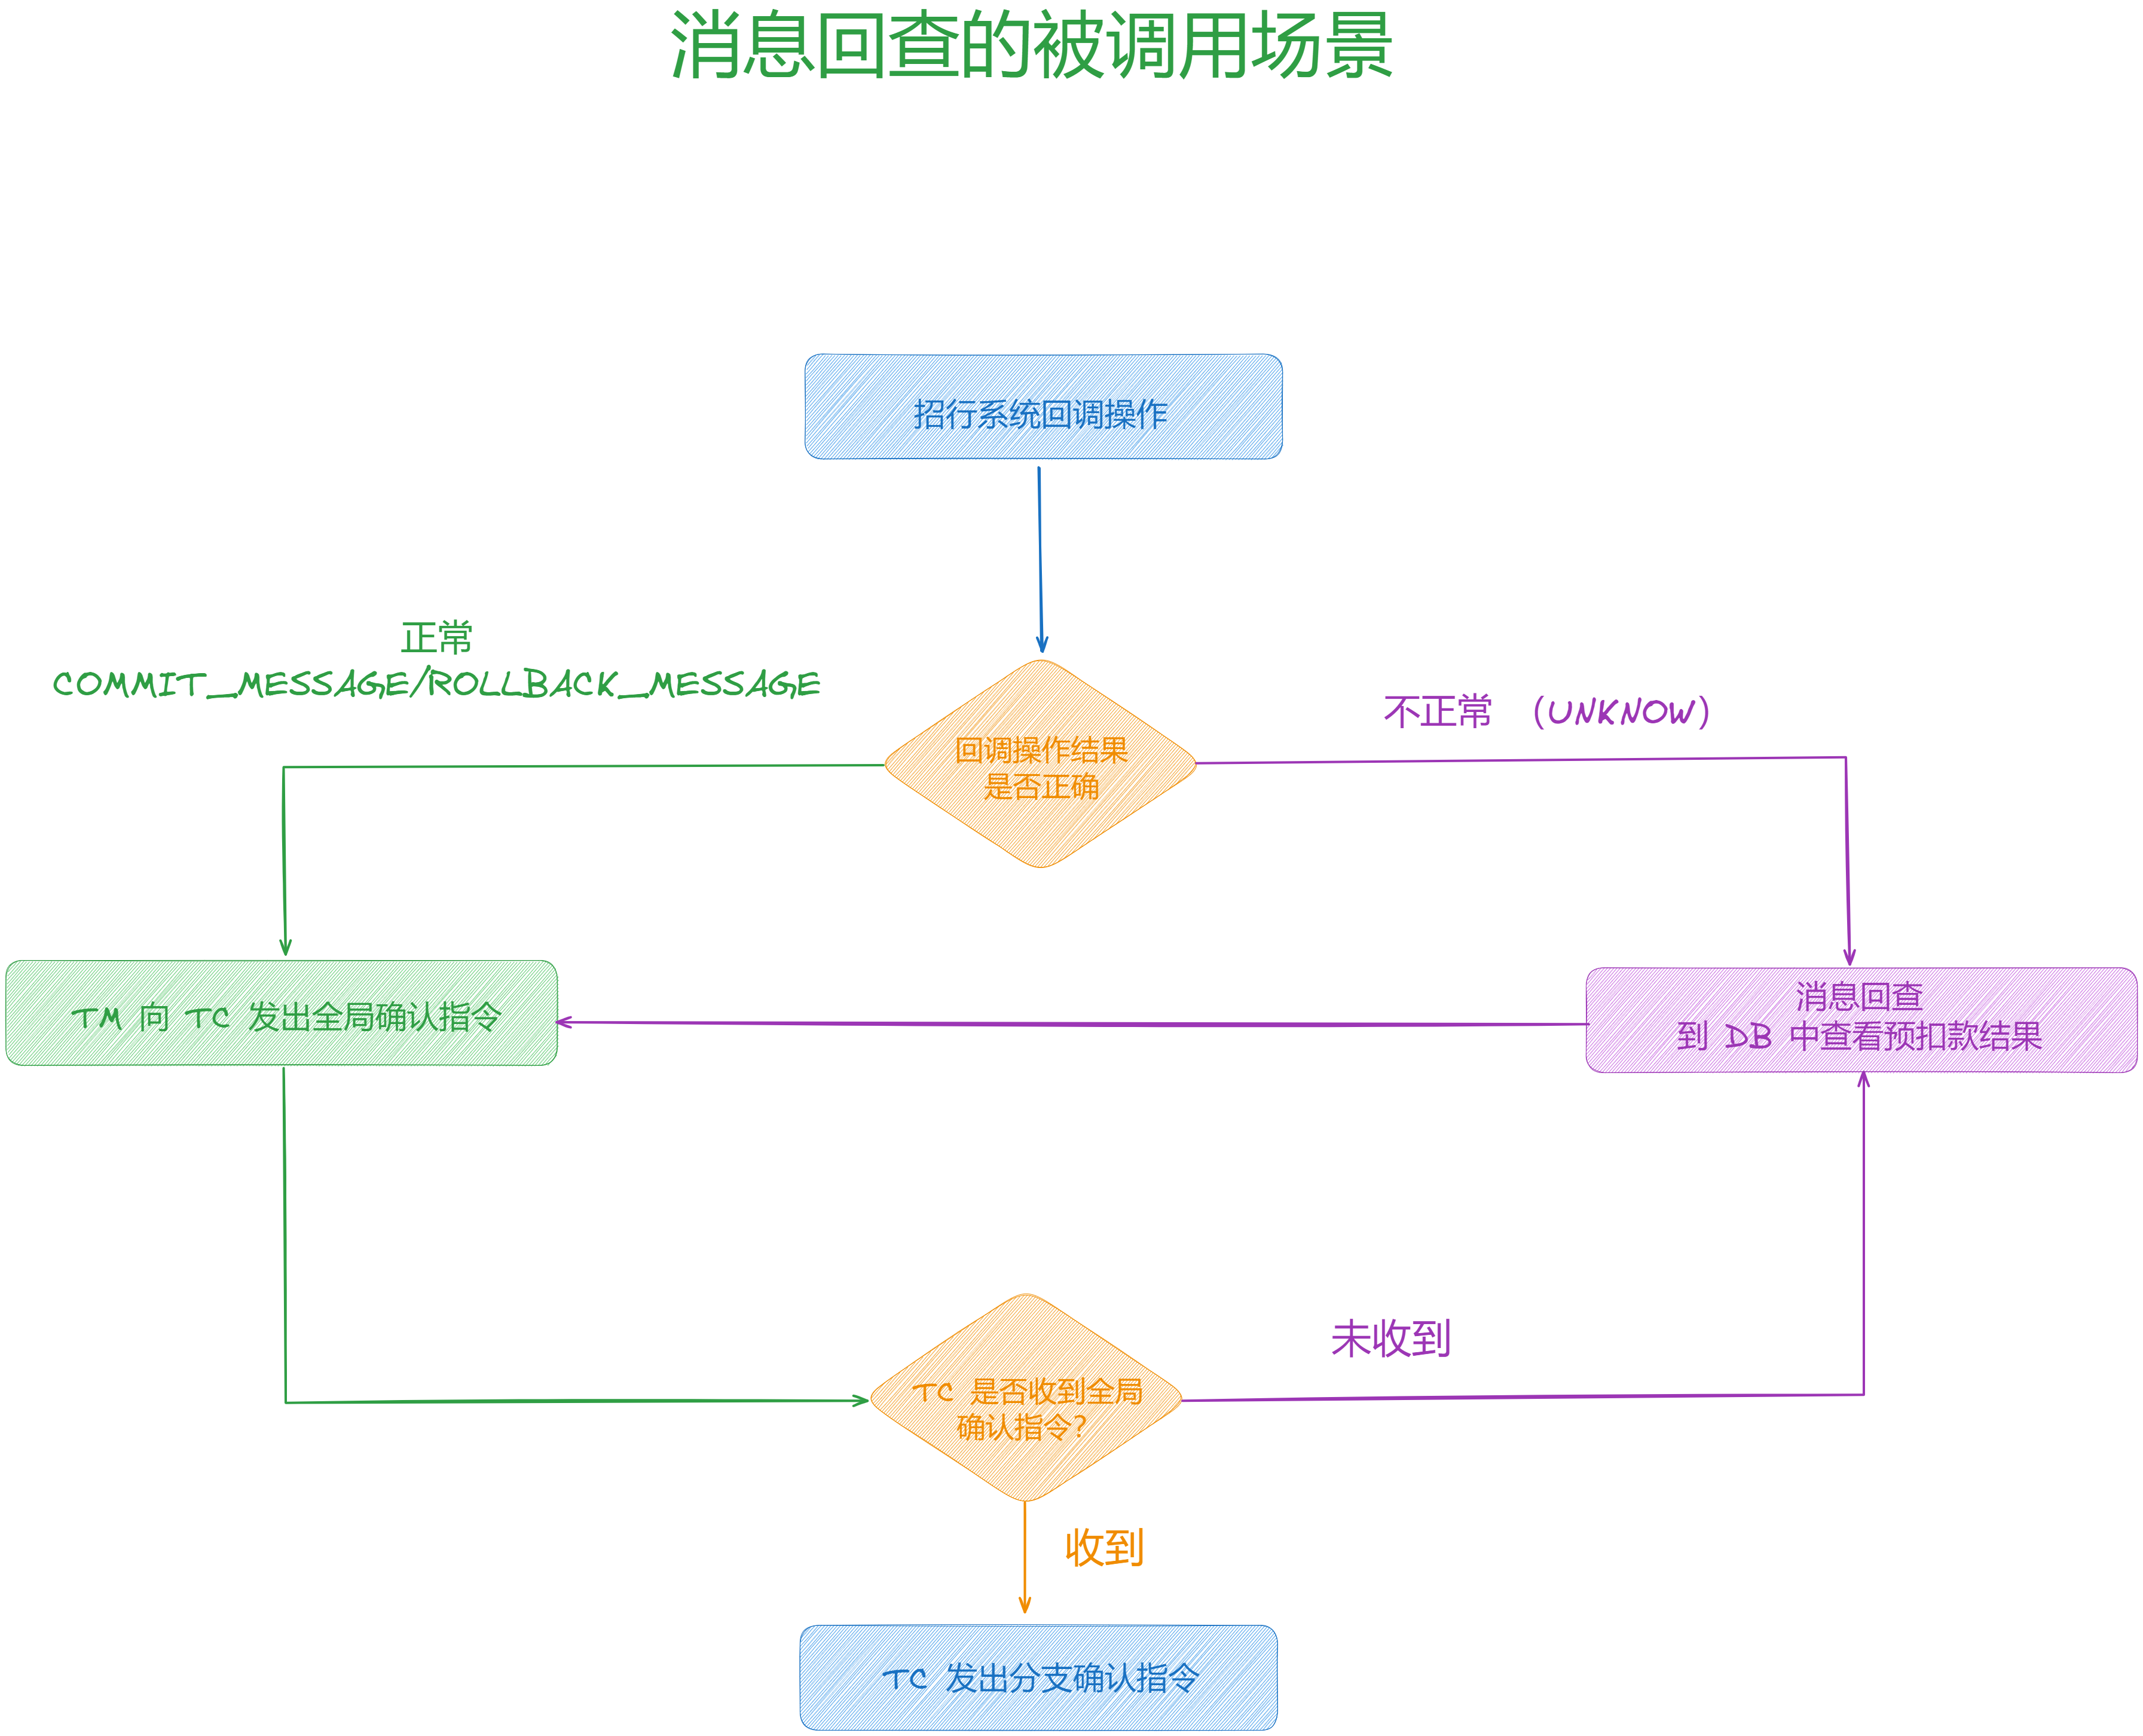 消息回查的被调用场景
招行系统回调操作
正常
COMMIT_MESSAGE/ROLLBACK_MESSAGE
不正常 (UNKNOW)
回调操作结果
是否正确
TM 向 TC 发出全局确认指令
消息回查
到 DB 中查看预扣款结果
TC 是否收到全局
确认指令?
未收到
收到
TC 发出分支确认指令